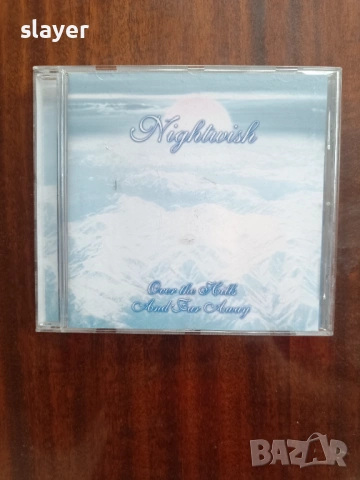 slayer
Nightwish
Over the Hills
And Far Away
BAZAR